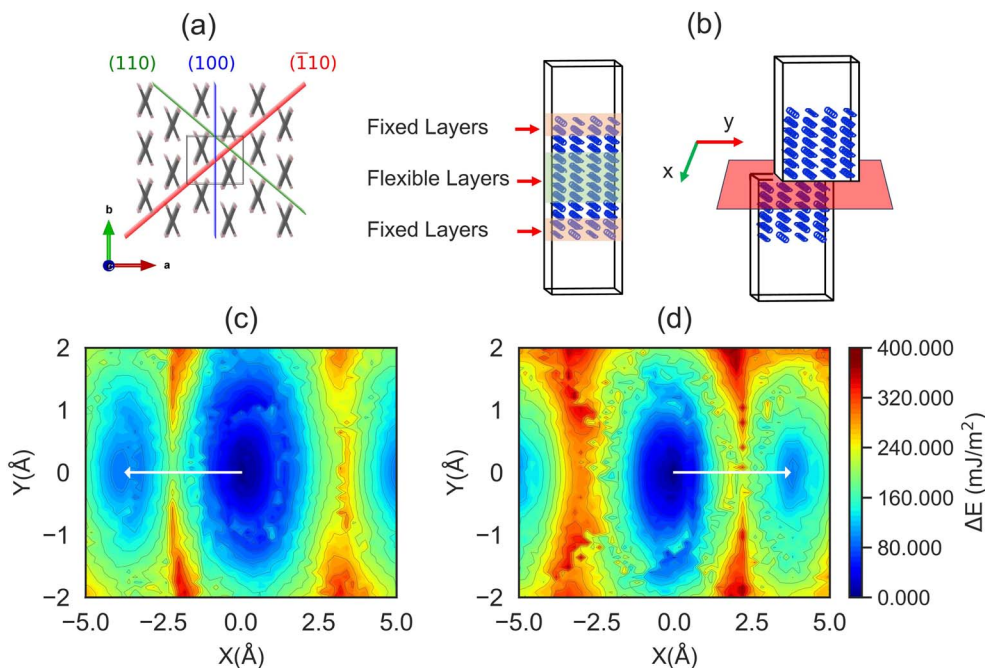 (a)
(110) (100) (1̅10)
b
a
(b)
Fixed Layers
Flexible Layers
Fixed Layers
y
x
(c)
Y(Å)
2
1
0
−1
−2
−5.0 −2.5 0.0 2.5 5.0
X(Å)
(d)
Y(Å)
2
1
0
−1
−2
−5.0 −2.5 0.0 2.5 5.0
X(Å)
400.000
320.000
240.000
160.000
80.000
0.000
ΔE (mJ/m²)